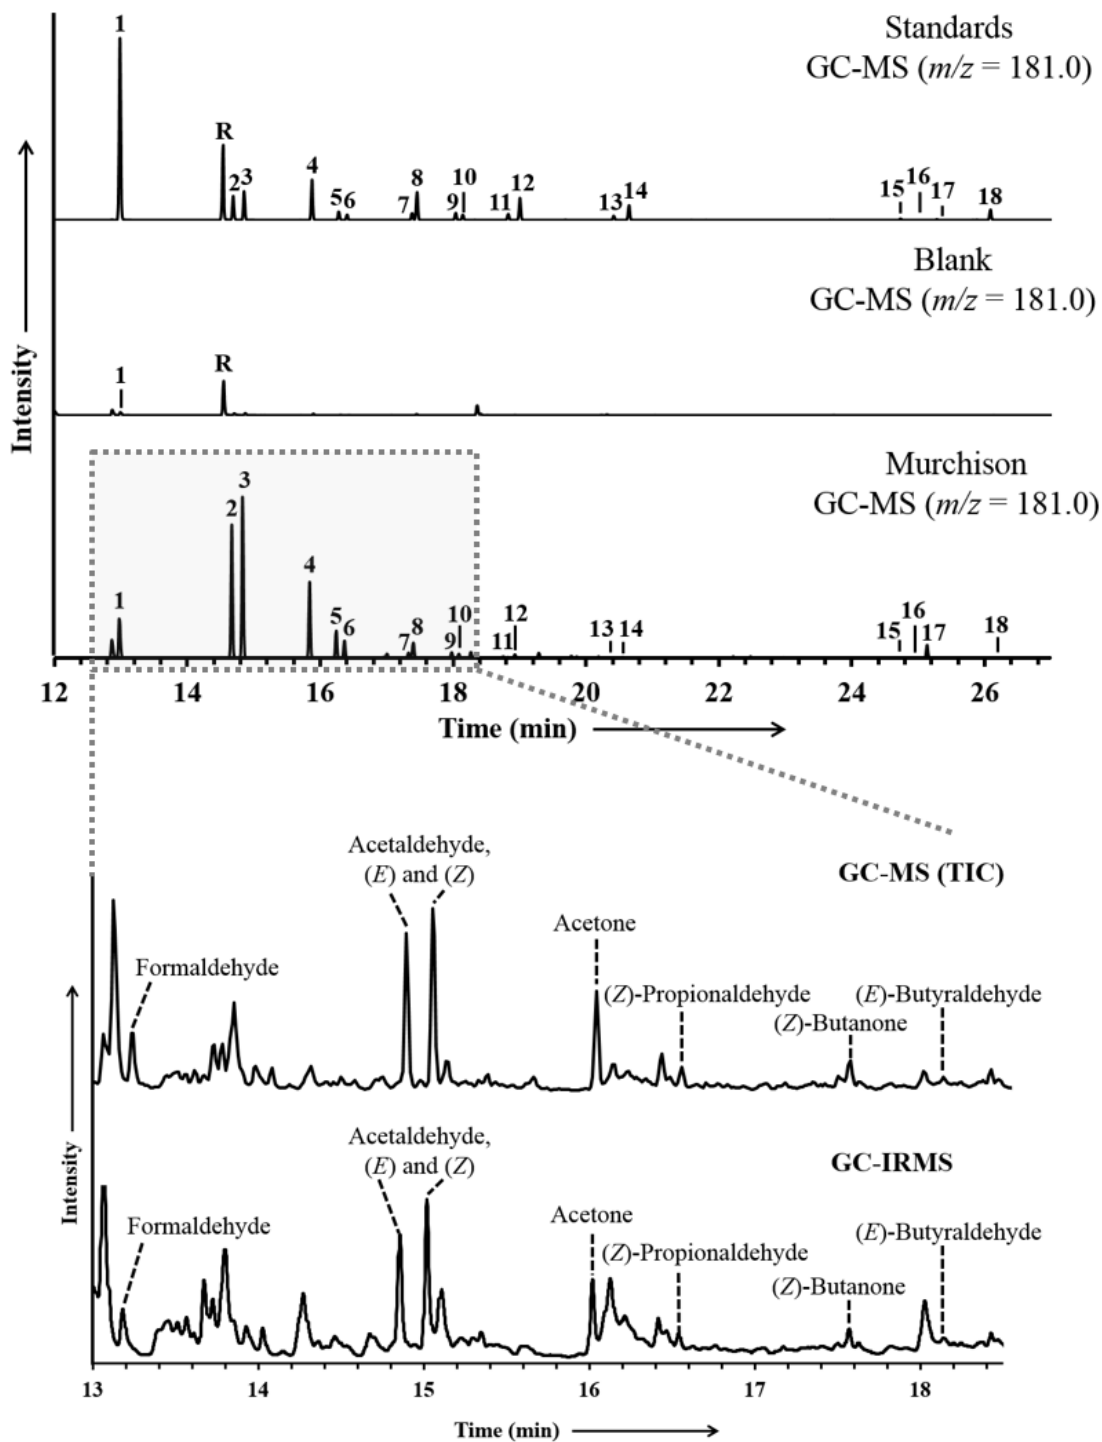 Standards
GC-MS (m/z = 181.0)
1
R
2 3
4
5 6
7
8
9
10
11
12
13 14
15
16
17
18
Blank
GC-MS (m/z = 181.0)
1
R
Murchison
GC-MS (m/z = 181.0)
1
2
3
4
5
6
7
8
9
10
11
12
13 14
15
16
17
18
Intensity
12 14 16 18 20 22 24 26
Time (min)
GC-MS (TIC)
Formaldehyde
Acetaldehyde,
(E) and (Z)
Acetone
(Z)-Propionaldehyde
(Z)-Butanone
(E)-Butyraldehyde
GC-IRMS
Formaldehyde
Acetaldehyde,
(E) and (Z)
Acetone
(Z)-Propionaldehyde
(Z)-Butanone
(E)-Butyraldehyde
Intensity
13 14 15 16 17 18
Time (min)